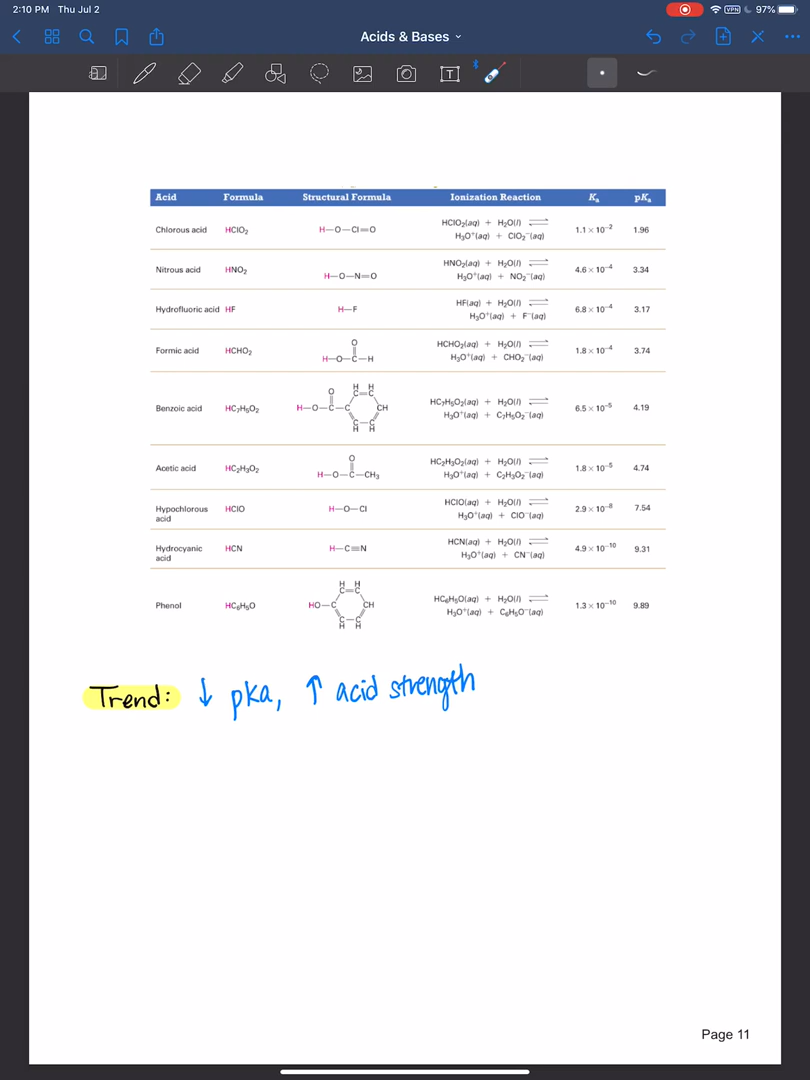 2:10 PM Thu Jul 2 VPN 97%
Acids & Bases
Acid Formula Structural Formula Ionization Reaction Kₐ pKₐ
Chlorous acid HClO₂ H—O—Cl=O HClO₂(aq) + H₂O(l) ⇌
H₃O⁺(aq) + ClO₂⁻(aq) 1.1 × 10⁻² 1.96
Nitrous acid HNO₂ H—O—N=O HNO₂(aq) + H₂O(l) ⇌
H₃O⁺(aq) + NO₂⁻(aq) 4.6 × 10⁻⁴ 3.34
Hydrofluoric acid HF H—F HF(aq) + H₂O(l) ⇌
H₃O⁺(aq) + F⁻(aq) 6.8 × 10⁻⁴ 3.17
O
Formic acid HCHO₂ H—O—C—H HCHO₂(aq) + H₂O(l) ⇌
H₃O⁺(aq) + CHO₂⁻(aq) 1.8 × 10⁻⁴ 3.74
H H
O C=C
Benzoic acid HC₇H₅O₂ H—O—C—C CH HC₇H₅O₂(aq) + H₂O(l) ⇌
H₃O⁺(aq) + C₇H₅O₂⁻(aq) 6.5 × 10⁻⁵ 4.19
C—C
H H
O
Acetic acid HC₂H₃O₂ H—O—C—CH₃ HC₂H₃O₂(aq) + H₂O(l) ⇌
H₃O⁺(aq) + C₂H₃O₂⁻(aq) 1.8 × 10⁻⁵ 4.74
Hypochlorous HClO H—O—Cl HClO(aq) + H₂O(l) ⇌
acid H₃O⁺(aq) + ClO⁻(aq) 2.9 × 10⁻⁸ 7.54
Hydrocyanic HCN H—C≡N HCN(aq) + H₂O(l) ⇌
acid H₃O⁺(aq) + CN⁻(aq) 4.9 × 10⁻¹⁰ 9.31
H H
C=C
Phenol HC₆H₅O HO—C CH HC₆H₅O(aq) + H₂O(l) ⇌
H₃O⁺(aq) + C₆H₅O⁻(aq) 1.3 × 10⁻¹⁰ 9.89
C—C
H H
Trend: ↓ pka, ↑ acid strength
Page 11